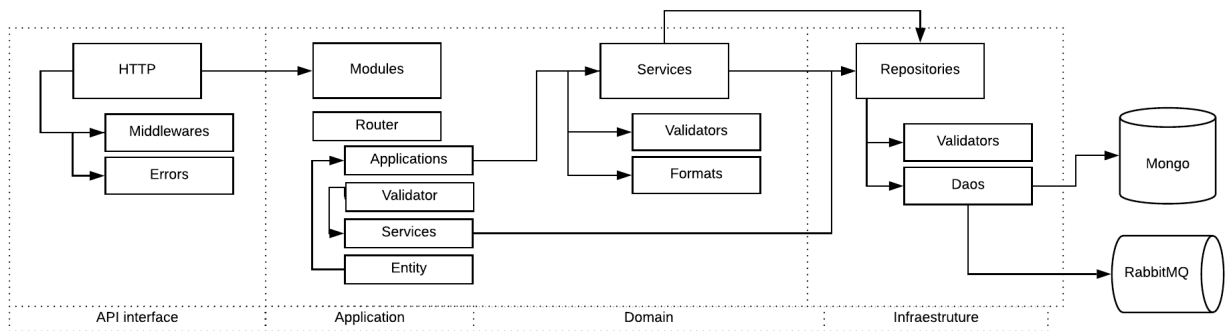 HTTP
Middlewares
Errors
Modules
Router
Applications
Validator
Services
Entity
Services
Validators
Formats
Repositories
Validators
Daos
Mongo
RabbitMQ
API interface
Application
Domain
Infraestruture